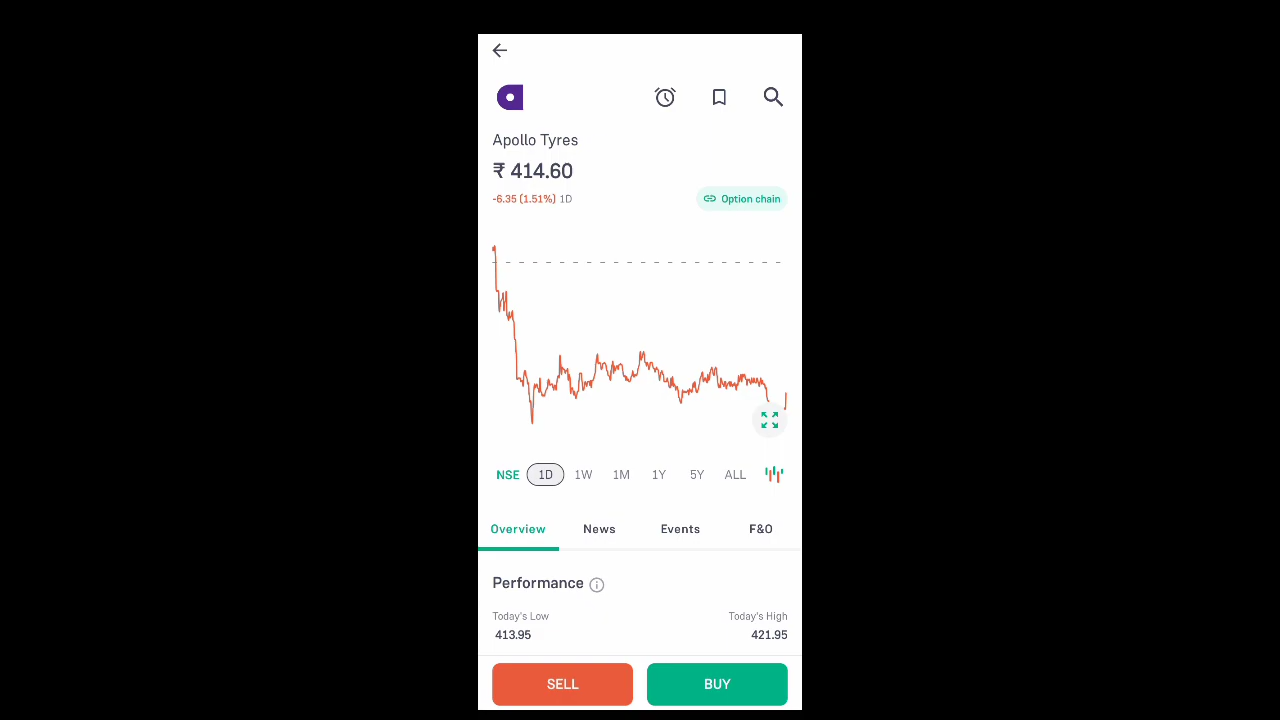 Apollo Tyres
₹ 414.60
-6.35 (1.51%) 1D
Option chain
NSE 1D 1W 1M 1Y 5Y ALL
Overview News Events F&O
Performance
Today's Low Today's High
413.95 421.95
SELL BUY